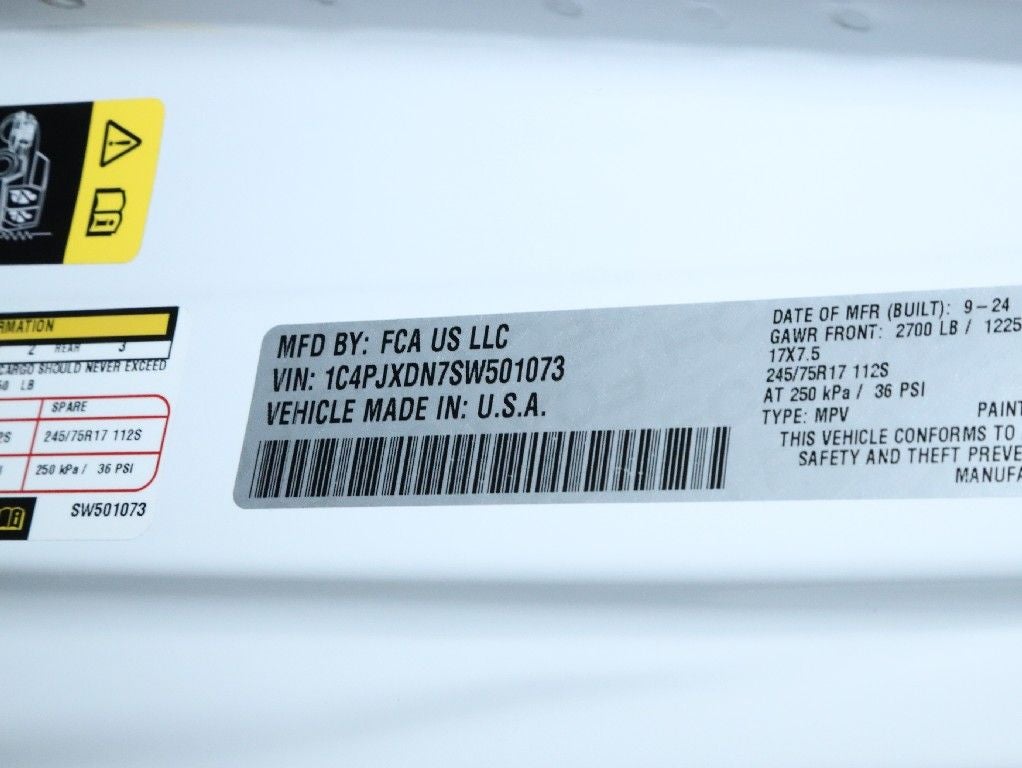 RMATION
2 REAR 3
CARGO SHOULD NEVER EXCEED
50 LB
SPARE
2S 245/75R17 112S
250 kPa / 36 PSI
SW501073
MFD BY: FCA US LLC
VIN: 1C4PJXDN7SW501073
VEHICLE MADE IN: U.S.A.
DATE OF MFR (BUILT): 9-24
GAWR FRONT: 2700 LB / 1225
17X7.5
245/75R17 112S
AT 250 kPa / 36 PSI
TYPE: MPV PAINT
THIS VEHICLE CONFORMS TO
SAFETY AND THEFT PREVE
MANUFA